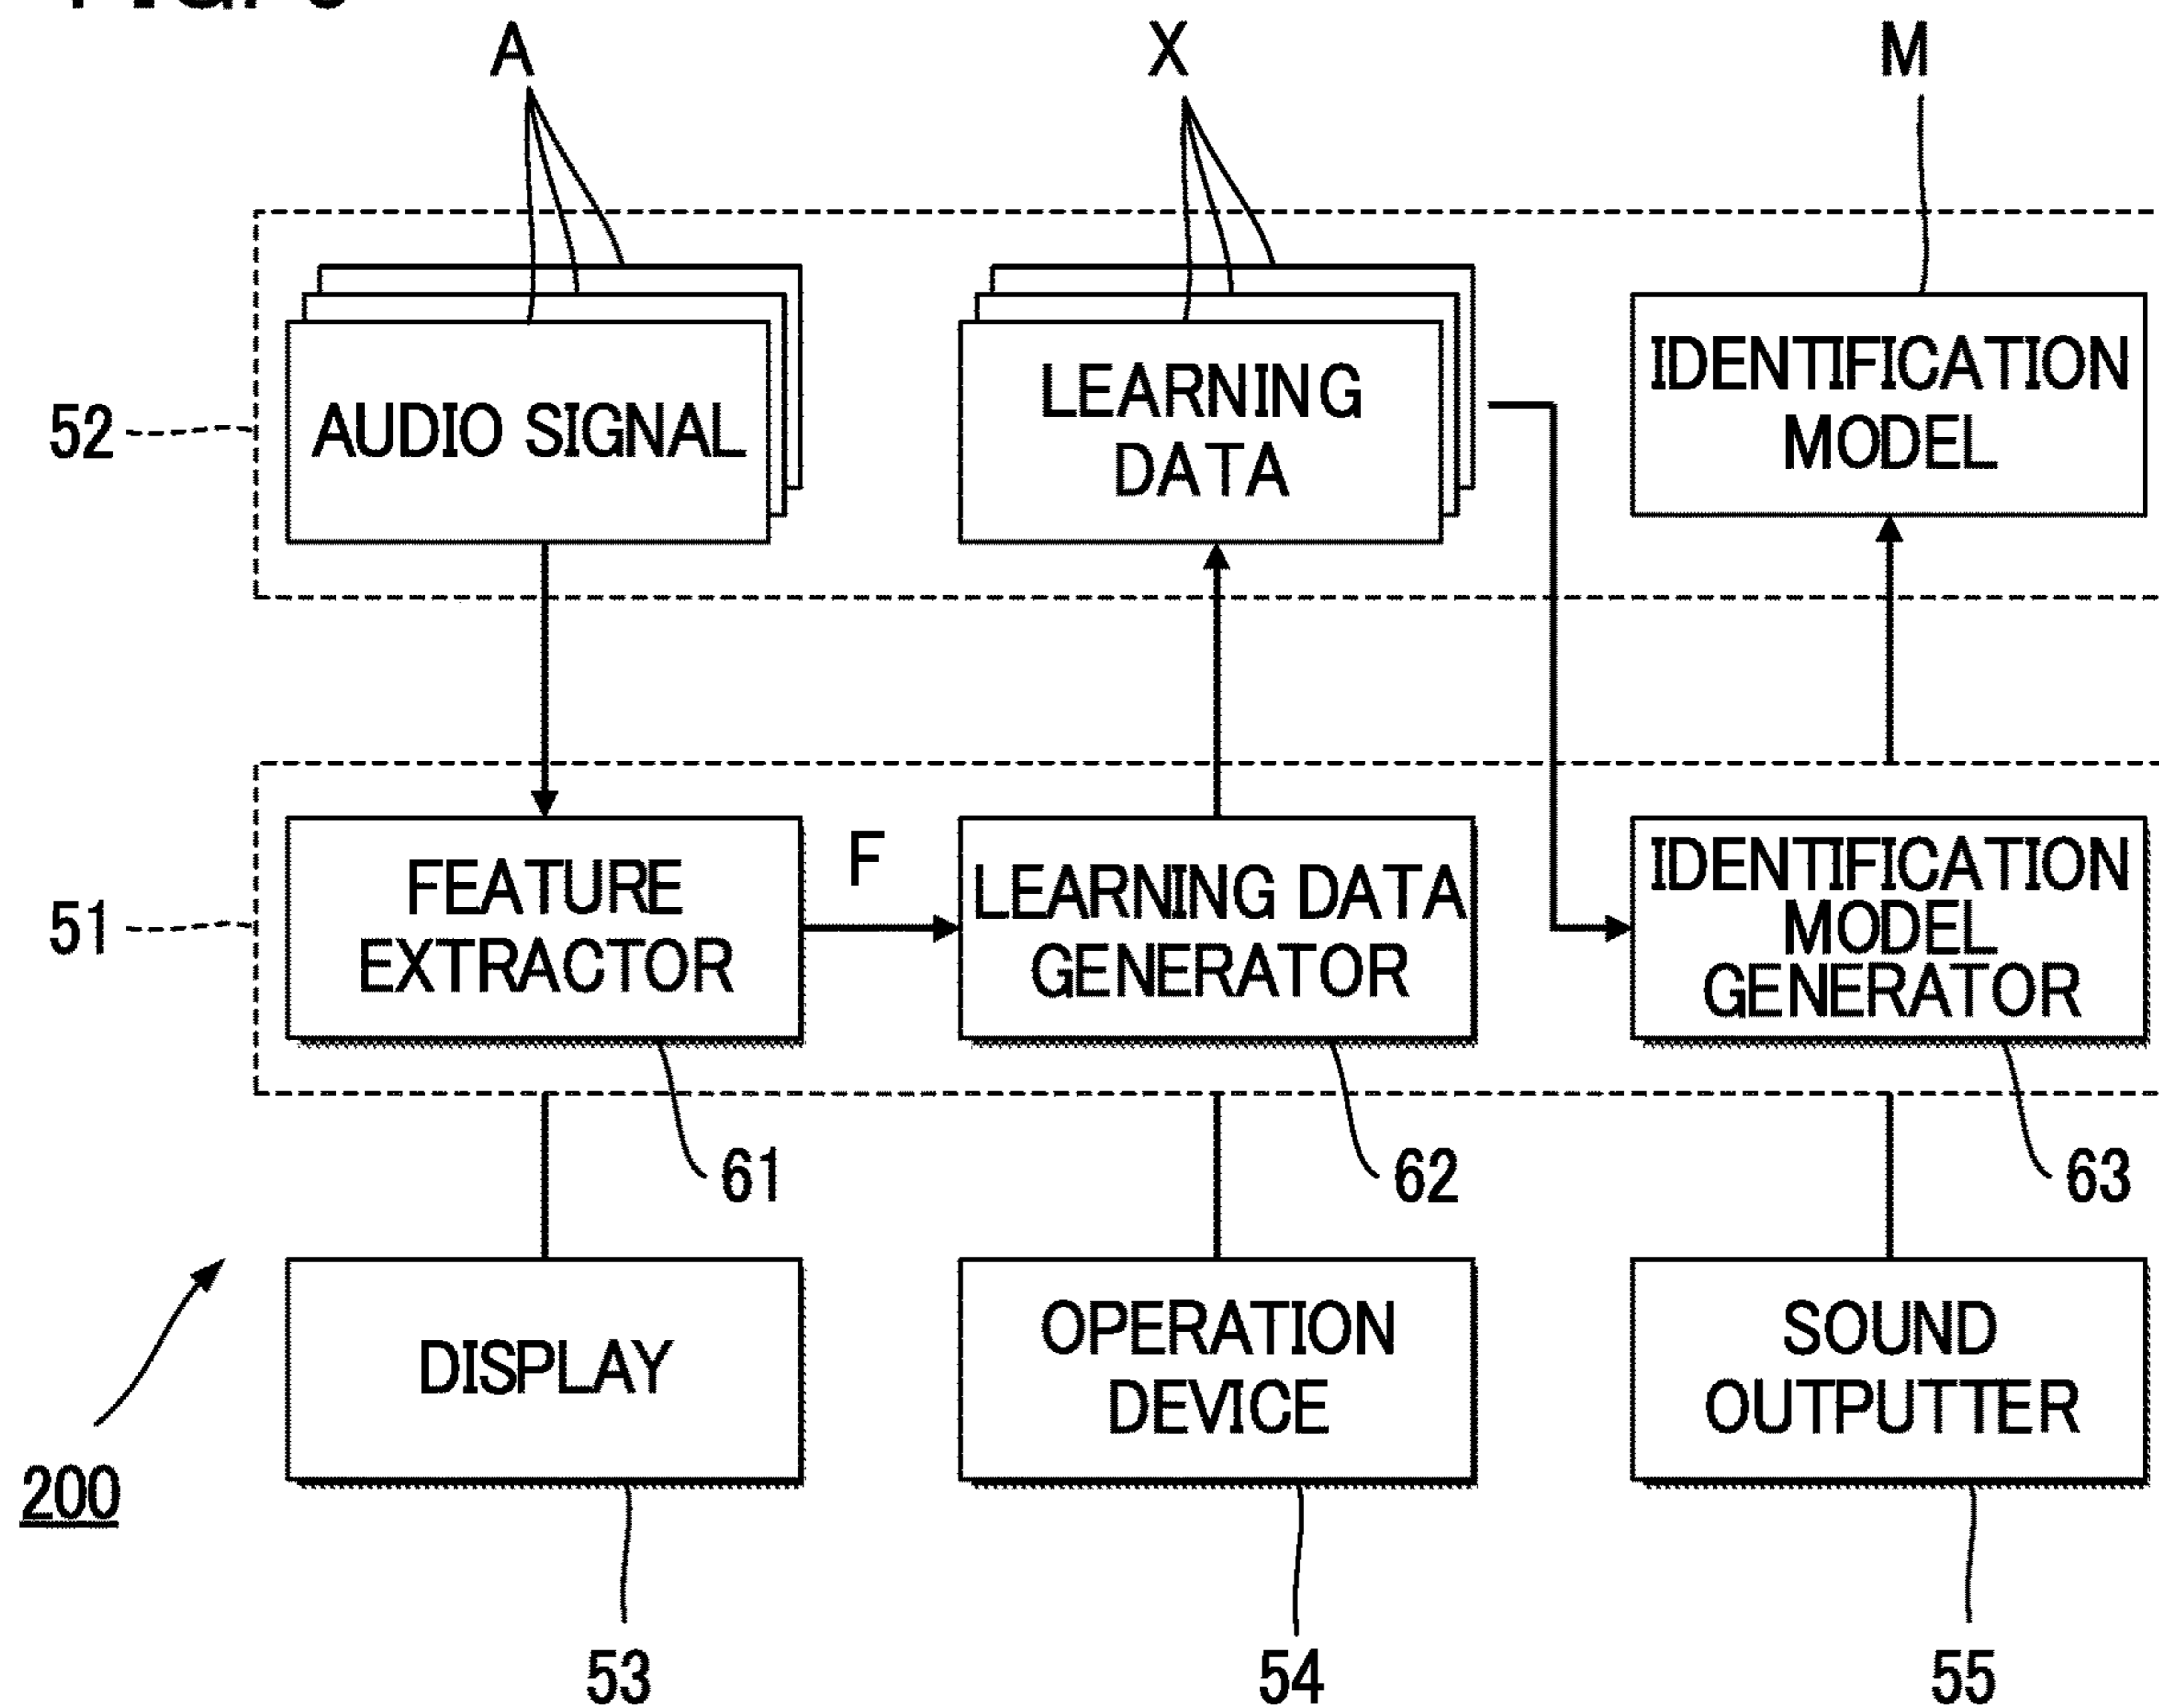 A
X
M
52
AUDIO SIGNAL
LEARNING
DATA
IDENTIFICATION
MODEL
51
FEATURE
EXTRACTOR
F
LEARNING DATA
GENERATOR
IDENTIFICATION
MODEL
GENERATOR
61
62
63
200
DISPLAY
OPERATION
DEVICE
SOUND
OUTPUTTER
53
54
55